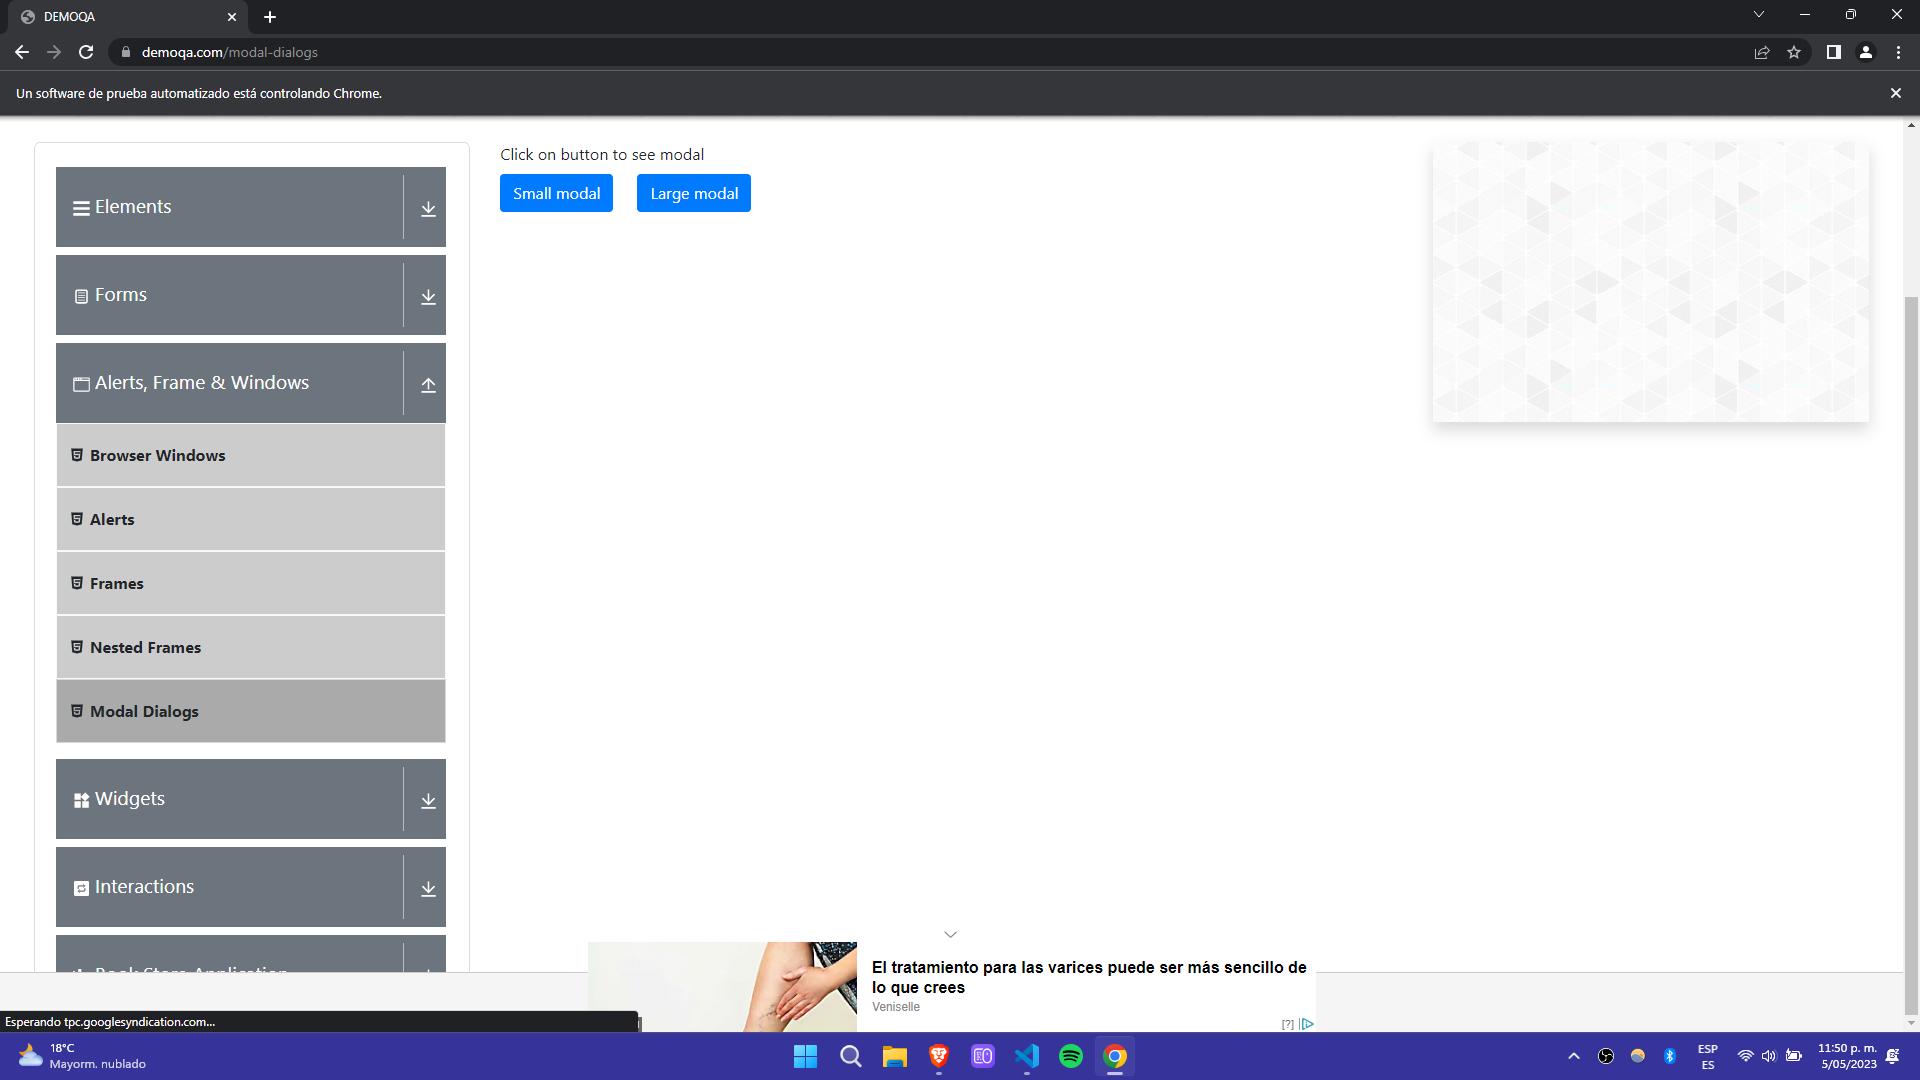 DEMOQA
demoqa.com/modal-dialogs
Un software de prueba automatizado está controlando Chrome.
Elements
Forms
Alerts, Frame & Windows
Browser Windows
Alerts
Frames
Nested Frames
Modal Dialogs
Widgets
Interactions
Book Store Application
Click on button to see modal
Small modal
Large modal
El tratamiento para las varices puede ser más sencillo de
lo que crees
Veniselle
[?]
Esperando tpc.googlesyndication.com...
18°C
Mayorm. nublado
ESP
ES
11:50 p. m.
5/05/2023